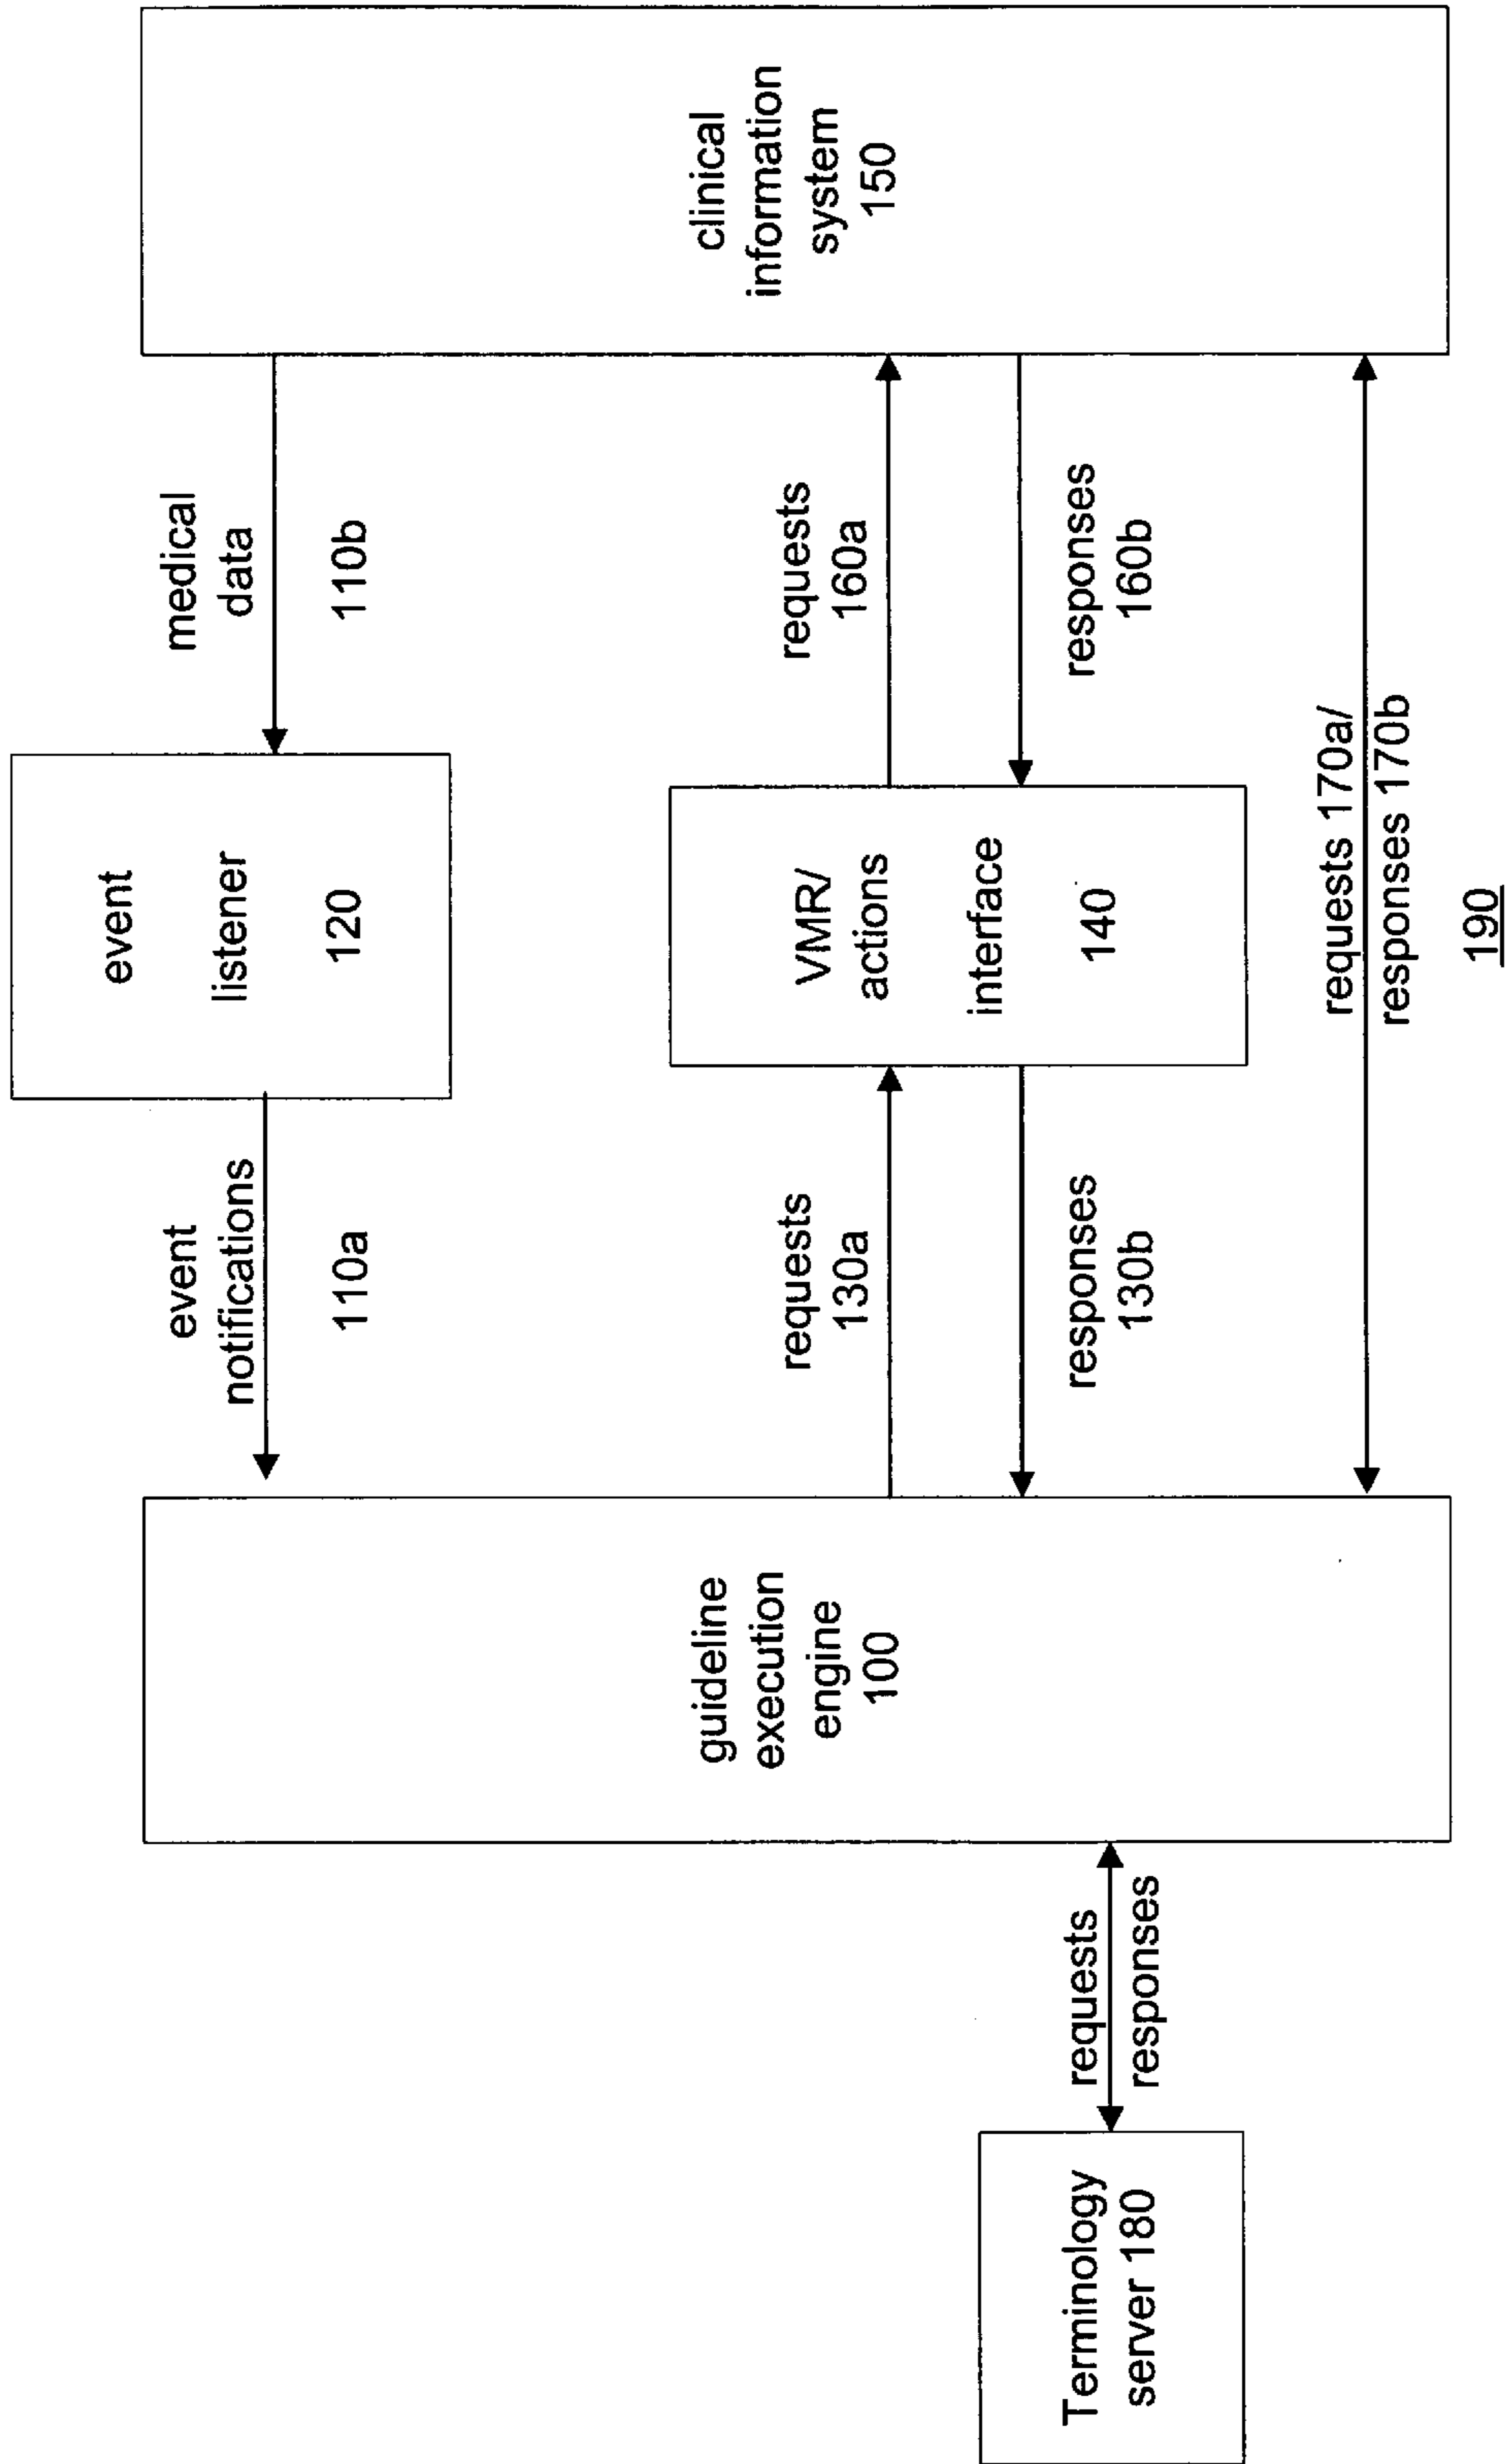 event
listener
120
event
notifications
110a
medical
data
110b
guideline
execution
engine
100
requests
130a
responses
130b
VMR/
actions
interface
140
requests
160a
responses
160b
clinical
information
system
150
Terminology
server 180
requests
responses
requests 170a/
responses 170b
190